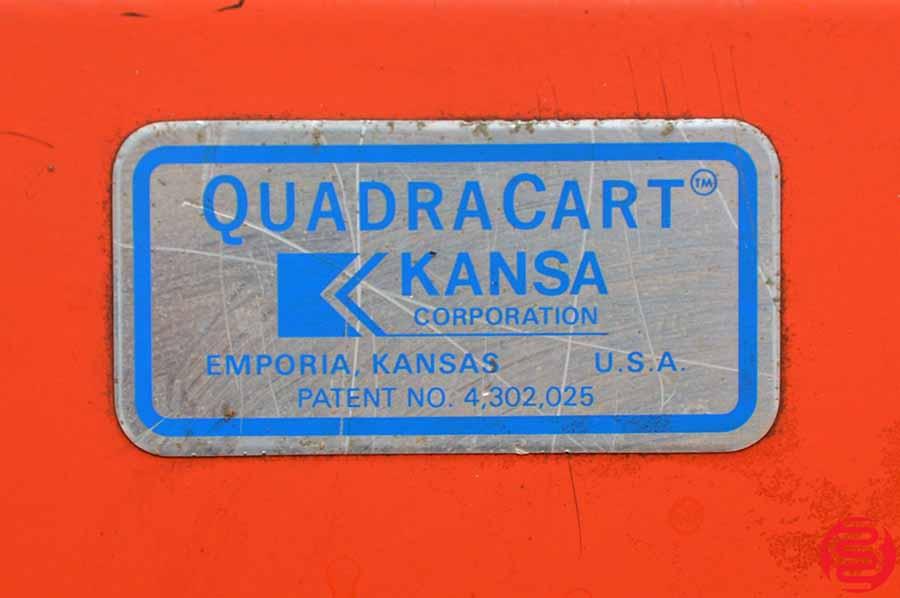 QUADRACART™
KANSA
CORPORATION
EMPORIA, KANSAS U.S.A.
PATENT NO. 4,302,025